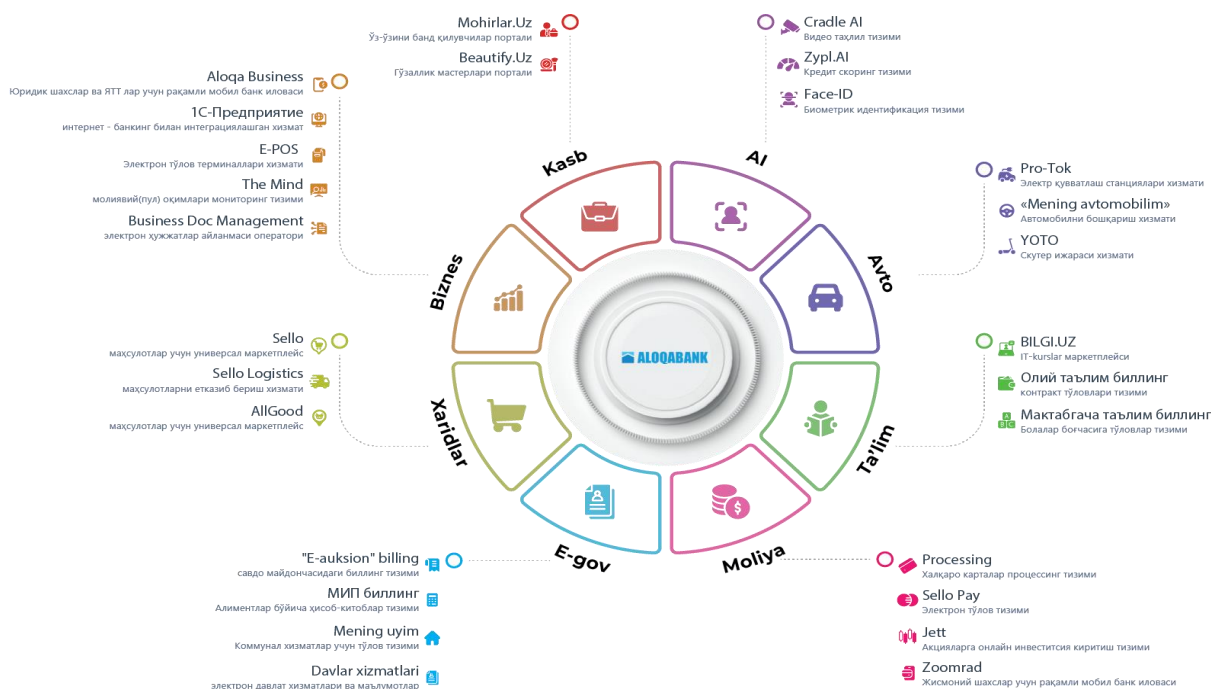 Mohirlar.Uz
Ўз-ўзини банд қилувчилар портали
Beautify.Uz
Гўзаллик мастерлари портали
Cradle AI
Видео таҳлил тизими
Zypl.AI
Кредит скоринг тизими
Face-ID
Биометрик идентификация тизими
Aloqa Business
Юридик шахслар ва ЯТТ лар учун рақамли мобил банк иловаси
1С-Предприятие
интернет - банкинг билан интеграциялашган хизмат
E-POS
Электрон тўлов терминаллари хизмати
The Mind
молиявий(пул) оқимлари мониторинг тизими
Business Doc Management
электрон ҳужжатлар айланмаси оператори
Pro-Tok
Электр қувватлаш станциялари хизмати
«Mening avtomobilim»
Автомобилни бошқариш хизмати
YOTO
Скутер ижараси хизмати
Kasb
AI
Biznes
Avto
ALOQABANK
Xaridlar
Ta'lim
E-gov
Moliya
Sello
маҳсулотлар учун универсал маркетплейс
Sello Logistics
маҳсулотларни етказиб бериш хизмати
AllGood
маҳсулотлар учун универсал маркетплейс
BILGI.UZ
IT-kurslar маркетплейси
Олий таълим биллинг
контракт тўловлари тизими
Мактабгача таълим биллинг
Болалар боғчасига тўловлар тизими
A
B C
"E-auksion" billing
савдо майдончасидаги биллинг тизими
МИП биллинг
Алиментлар бўйича ҳисоб-китоблар тизими
Mening uyim
Коммунал хизматлар учун тўлов тизими
Davlar xizmatlari
электрон давлат хизматлари ва маълумотлар
Processing
Халқаро карталар процессинг тизими
Sello Pay
Электрон тўлов тизими
Jett
Акцияларга онлайн инвеститсия киритиш тизими
Zoomrad
Жисмоний шахслар учун рақамли мобил банк иловаси